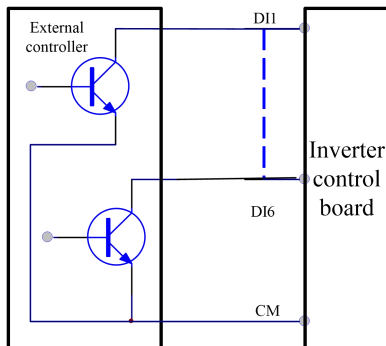 External
controller
DI1
Inverter
control
board
DI6
CM